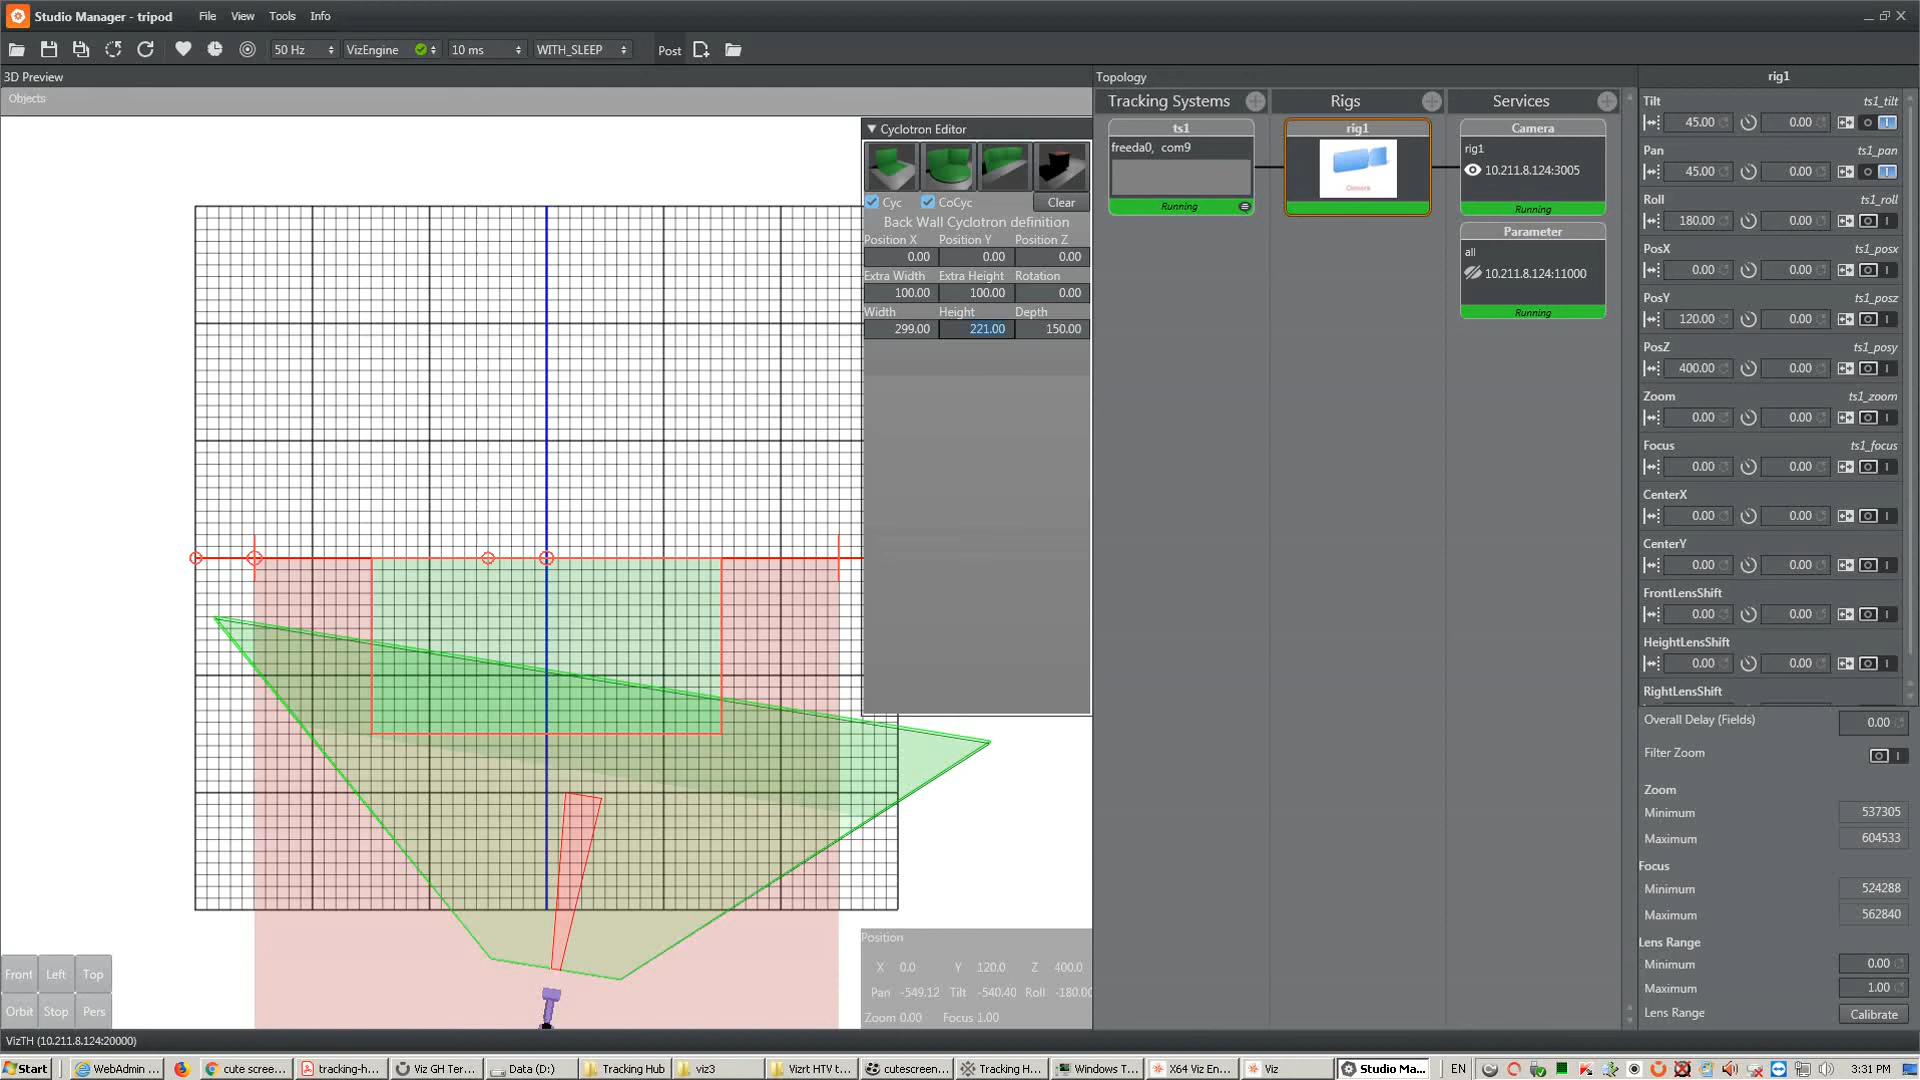 Studio Manager - tripod File View Tools Info
50 Hz VizEngine 10 ms WITH_SLEEP Post
3D Preview
Objects
Cyclotron Editor
Cyc CoCyc Clear
Back Wall Cyclotron definition
Position X Position Y Position Z
0.00 0.00 0.00
Extra Width Extra Height Rotation
100.00 100.00 0.00
Width Height Depth
299.00 221.00 150.00
Front Left Top
Orbit Stop Pers
Position
X 0.0 Y 120.0 Z 400.0
Pan -549.12 Tilt -540.40 Roll -180.00
Zoom 0.00 Focus 1.00
Topology
Tracking Systems Rigs Services
ts1
freeda0, com9
Running
rig1
Camera
Camera
rig1
10.211.8.124:3005
Running
Parameter
all
10.211.8.124:11000
Running
rig1
Tilt ts1_tilt
45.00 0.00
Pan ts1_pan
45.00 0.00
Roll ts1_roll
180.00 0.00
PosX ts1_posx
0.00 0.00
PosY ts1_posz
120.00 0.00
PosZ ts1_posy
400.00 0.00
Zoom ts1_zoom
0.00 0.00
Focus ts1_focus
0.00 0.00
CenterX
0.00 0.00
CenterY
0.00 0.00
FrontLensShift
0.00 0.00
HeightLensShift
0.00 0.00
RightLensShift
Overall Delay (Fields) 0.00
Filter Zoom
Zoom
Minimum 537305
Maximum 604533
Focus
Minimum 524288
Maximum 562840
Lens Range
Minimum 0.00
Maximum 1.00
Lens Range Calibrate
VizTH (10.211.8.124:20000)
Start WebAdmin ... cute scree... tracking-h... Viz GH Ter... Data (D:) Tracking Hub viz3 Vizrt HTV t... cutescreen... Tracking H... Windows T... X64 Viz En... Viz Studio Ma... EN 3:31 PM